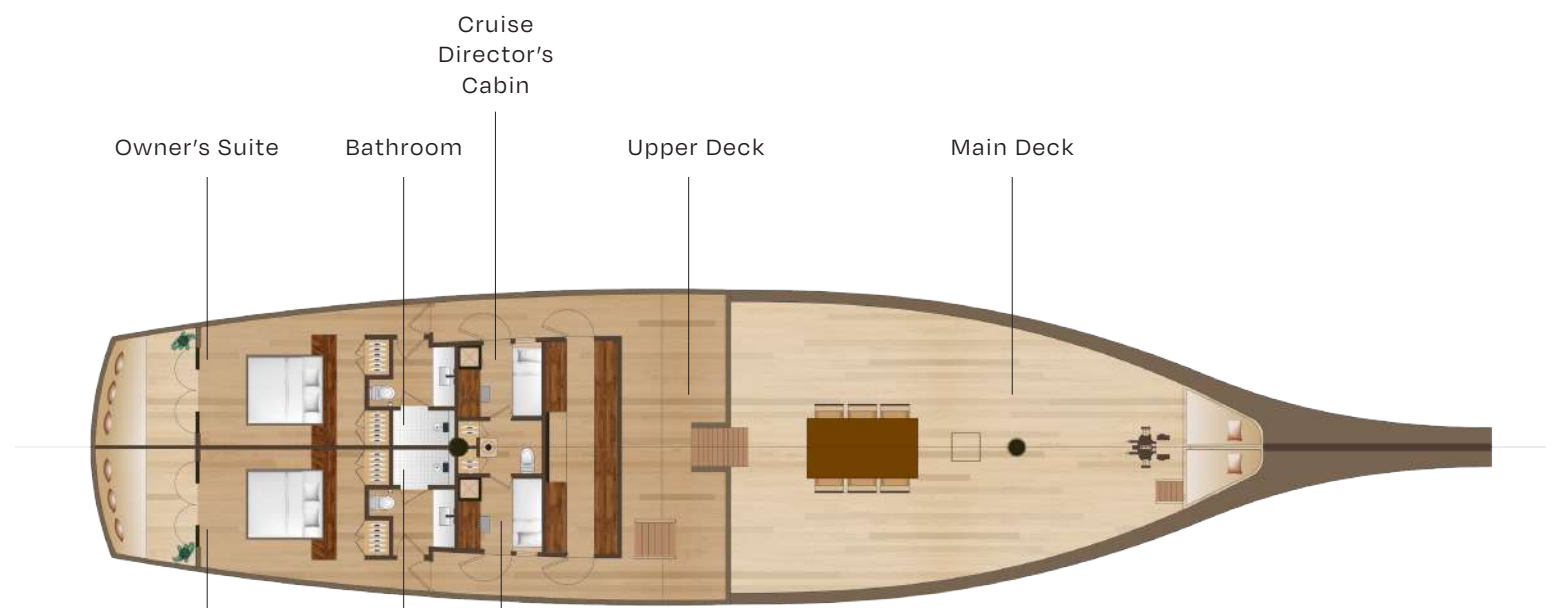 Cruise
Director's
Cabin
Owner's Suite
Bathroom
Upper Deck
Main Deck